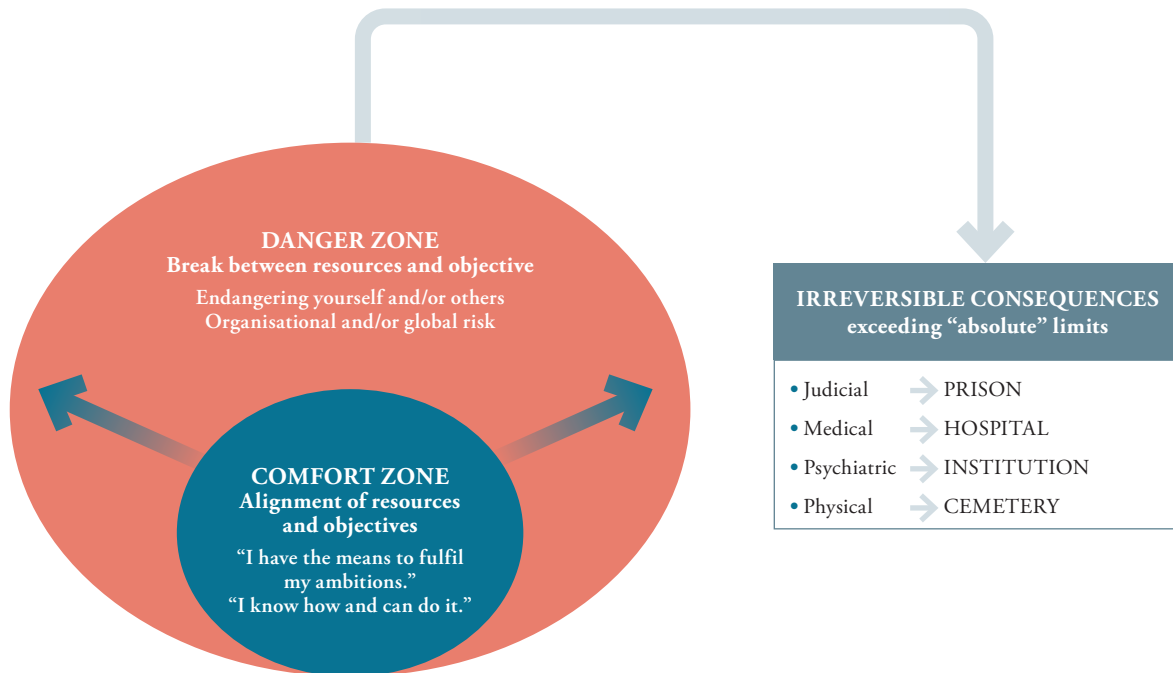 DANGER ZONE
Break between resources and objective
Endangering yourself and/or others
Organisational and/or global risk
COMFORT ZONE
Alignment of resources
and objectives
“I have the means to fulfil
my ambitions.”
“I know how and can do it.”
IRREVERSIBLE CONSEQUENCES
exceeding “absolute” limits
• Judicial PRISON
• Medical HOSPITAL
• Psychiatric INSTITUTION
• Physical CEMETERY